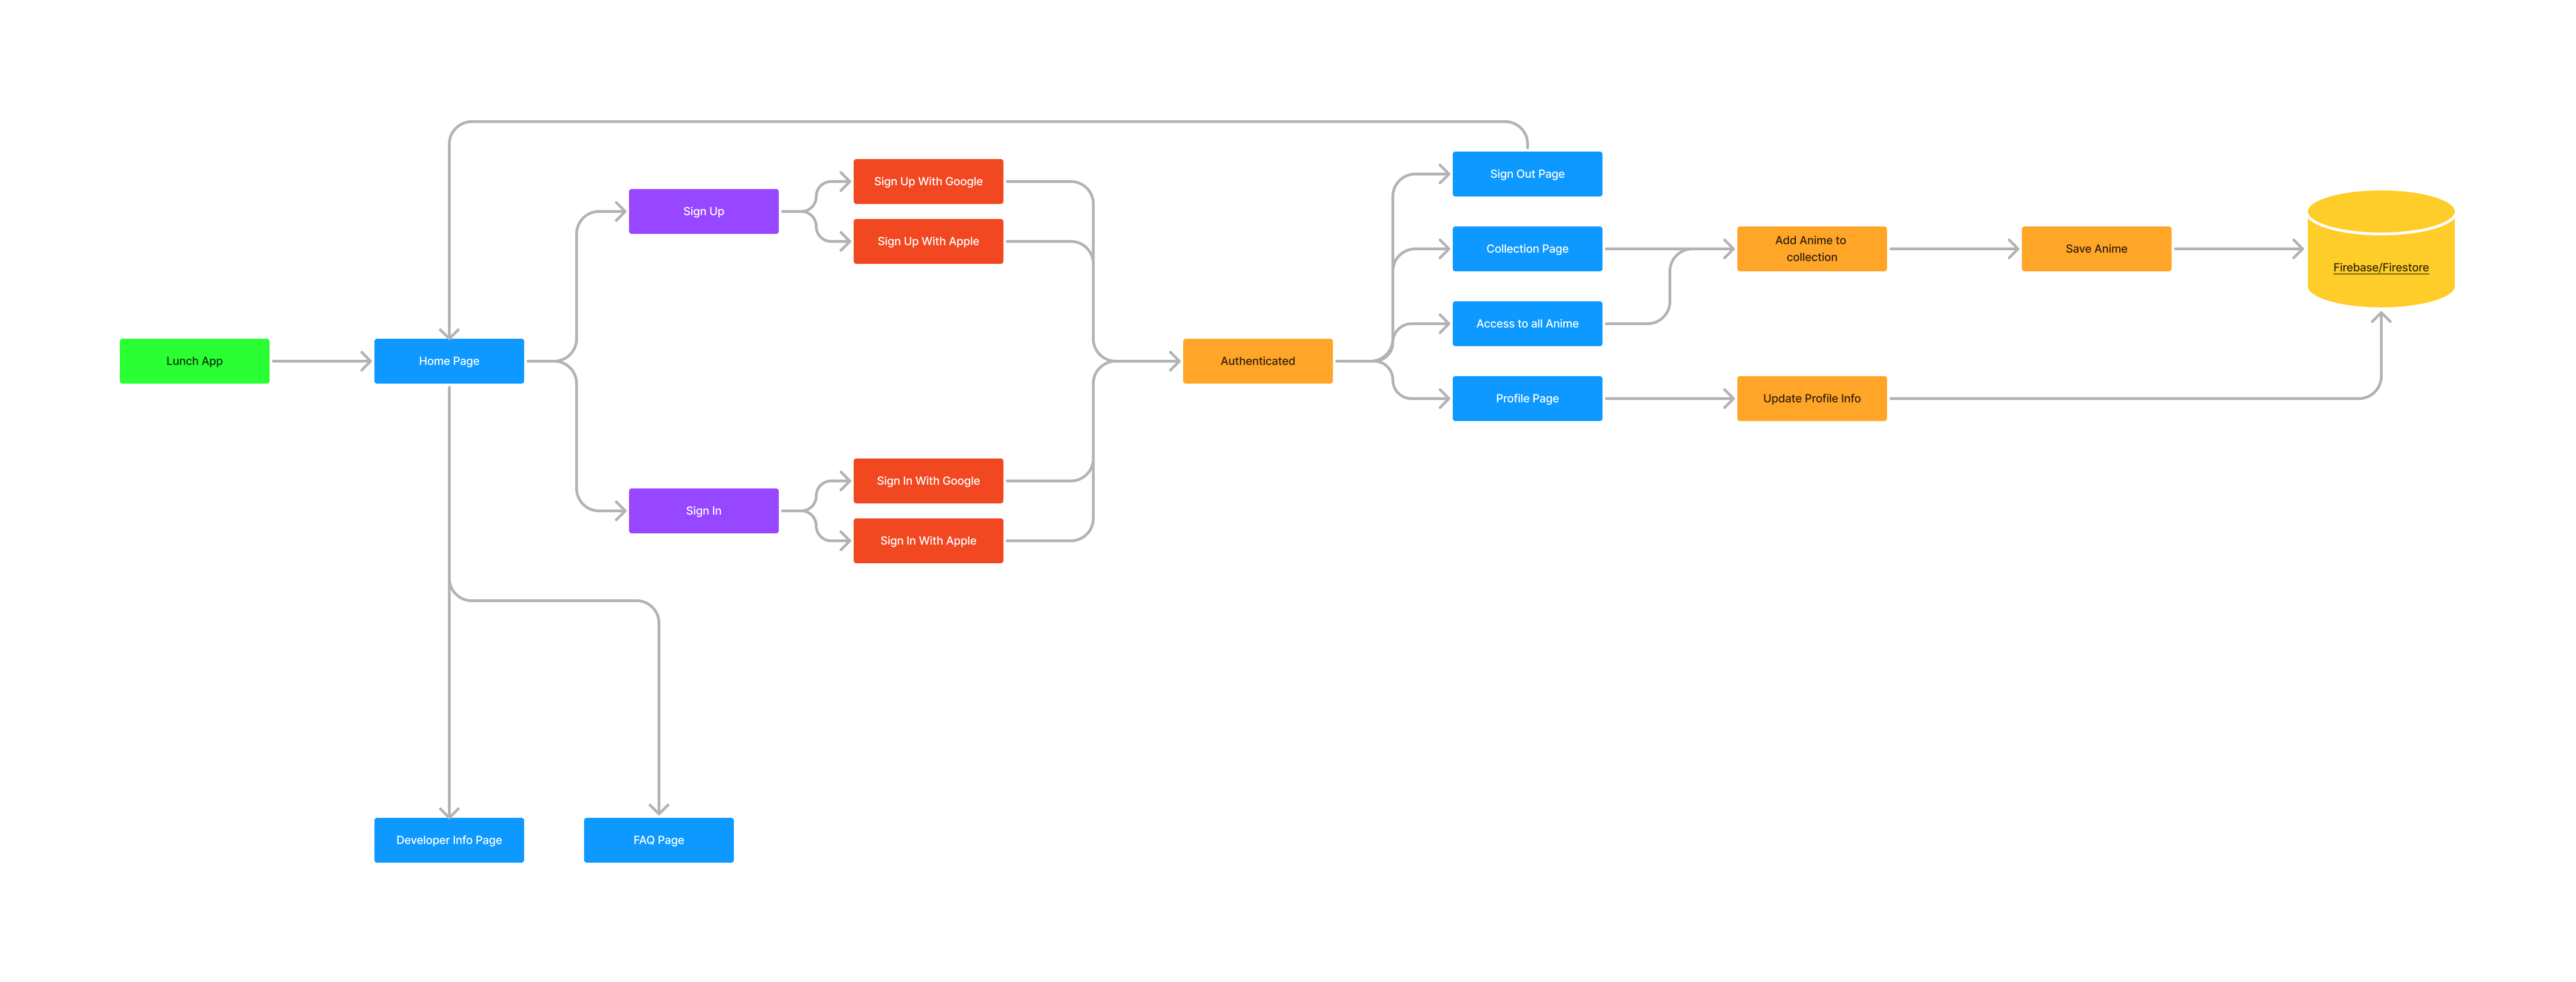 Lunch App
Home Page
Sign Up
Sign Up With Google
Sign Up With Apple
Sign In
Sign In With Google
Sign In With Apple
Authenticated
Sign Out Page
Collection Page
Access to all Anime
Profile Page
Add Anime to
collection
Save Anime
Update Profile Info
Firebase/Firestore
Developer Info Page
FAQ Page